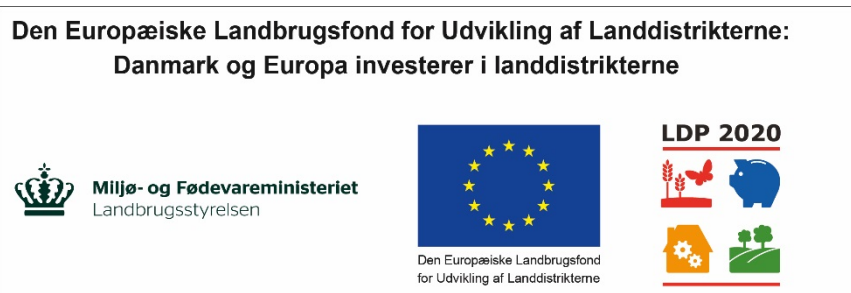 Den Europæiske Landbrugsfond for Udvikling af Landdistrikterne:
Danmark og Europa investerer i landdistrikterne
Miljø- og Fødevareministeriet
Landbrugsstyrelsen
Den Europæiske Landbrugsfond
for Udvikling af Landdistrikterne
LDP 2020